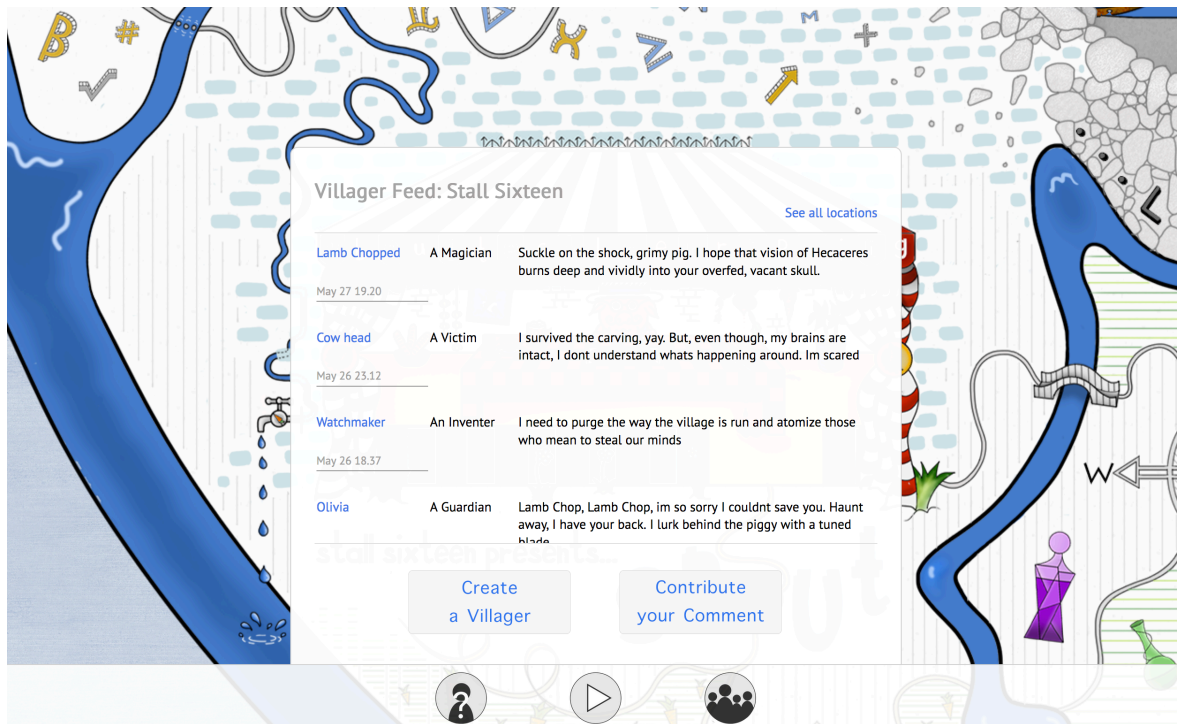 Villager Feed: Stall Sixteen
See all locations
Lamb Chopped
A Magician
Suckle on the shock, grimy pig. I hope that vision of Hecaceres
burns deep and vividly into your overfed, vacant skull.
May 27 19.20
Cow head
A Victim
I survived the carving, yay. But, even though, my brains are
intact, I dont understand whats happening around. Im scared
May 26 23.12
Watchmaker
An Inventer
I need to purge the way the village is run and atomize those
who mean to steal our minds
May 26 18.37
Olivia
A Guardian
Lamb Chop, Lamb Chop, im so sorry I couldnt save you. Haunt
away, I have your back. I lurk behind the piggy with a tuned
blade
stall sixteen presents...
Create
a Villager
Contribute
your Comment